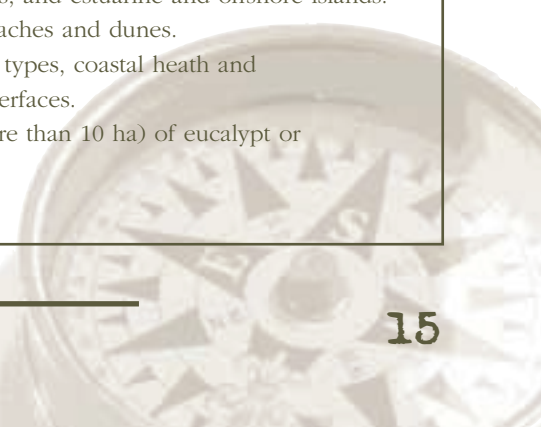 s, and estuarine and offshore islands.
aches and dunes.
types, coastal heath and
erfaces.
re than 10 ha) of eucalypt or
S
E
15